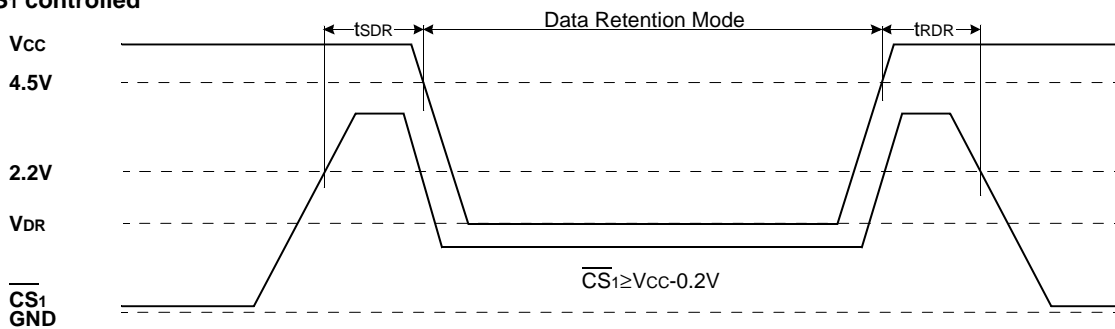 S1 controlled
tSDR Data Retention Mode tRDR
VCC
4.5V
2.2V
VDR
CS1≥VCC-0.2V
CS1
GND